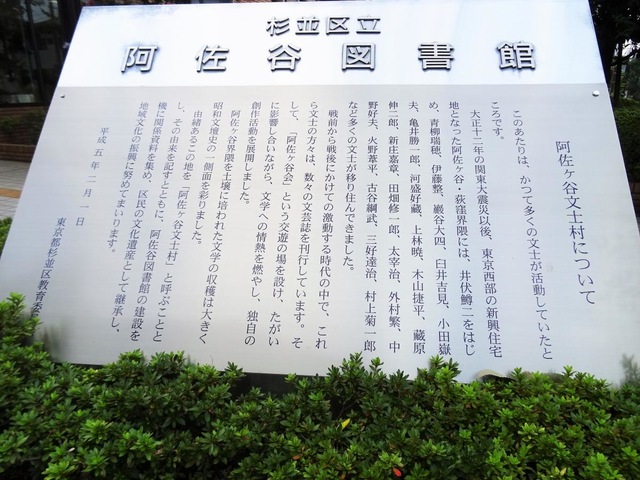 杉並区立
阿佐谷図書館
阿佐ケ谷文士村について
このあたりは、かつて多くの文士が活動していたと
ころです。
大正十二年の関東大震災以後、東京西部の新興住宅
地となった阿佐ケ谷・荻窪界隈には、井伏鱒二をはじ
め、青柳瑞穂、伊藤整、巌谷大四、臼井吉見、小田嶽
夫、亀井勝一郎、河盛好蔵、上林暁、木山捷平、蔵原
伸二郎、新庄嘉章、田畑修一郎、太宰治、外村繁、中
野好夫、火野葦平、古谷綱武、三好達治、村上菊一郎
など多くの文士が移り住んできました。
戦前から戦後にかけての激動する時代の中で、これ
ら文士の方々は、数々の文芸誌を刊行しています。そ
して、「阿佐ケ谷会」という交遊の場を設け、たがい
に影響し合いながら、文学への情熱を燃やし、独自の
創作活動を展開しました。
阿佐ケ谷界隈を土壌に培われた文学の収穫は大きく
昭和文壇史の一側面を彩りました。
由緒あるこの地を「阿佐ケ谷文士村」と呼ぶことと
し、その由来を記すとともに、阿佐谷図書館の建設を
機に関係資料を集め、区民の文化遺産として継承し、
地域文化の振興に努めてまいります。
平成五年二月一日
東京都杉並区教育委